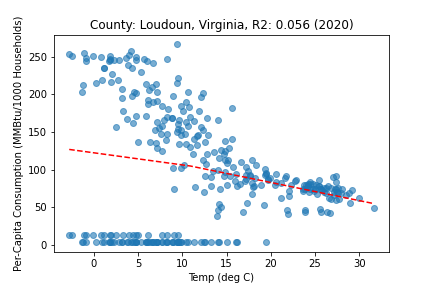 County: Loudoun, Virginia, R2: 0.056 (2020)
Per-Capita Consumption (MMBtu/1000 Households)
250
200
150
100
50
0
0 5 10 15 20 25 30
Temp (deg C)